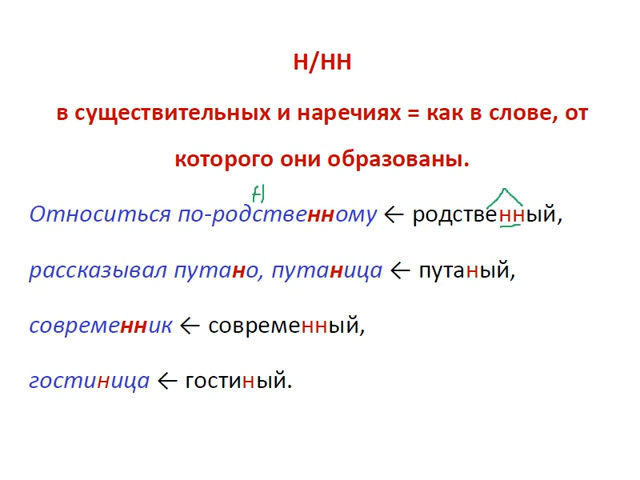 Н/НН
в существительных и наречиях = как в слове, от
которого они образованы.
Относиться по-родственному ← родственный,
рассказывал путано, путаница ← путаный,
современник ← современный,
гостиница ← гостиный.